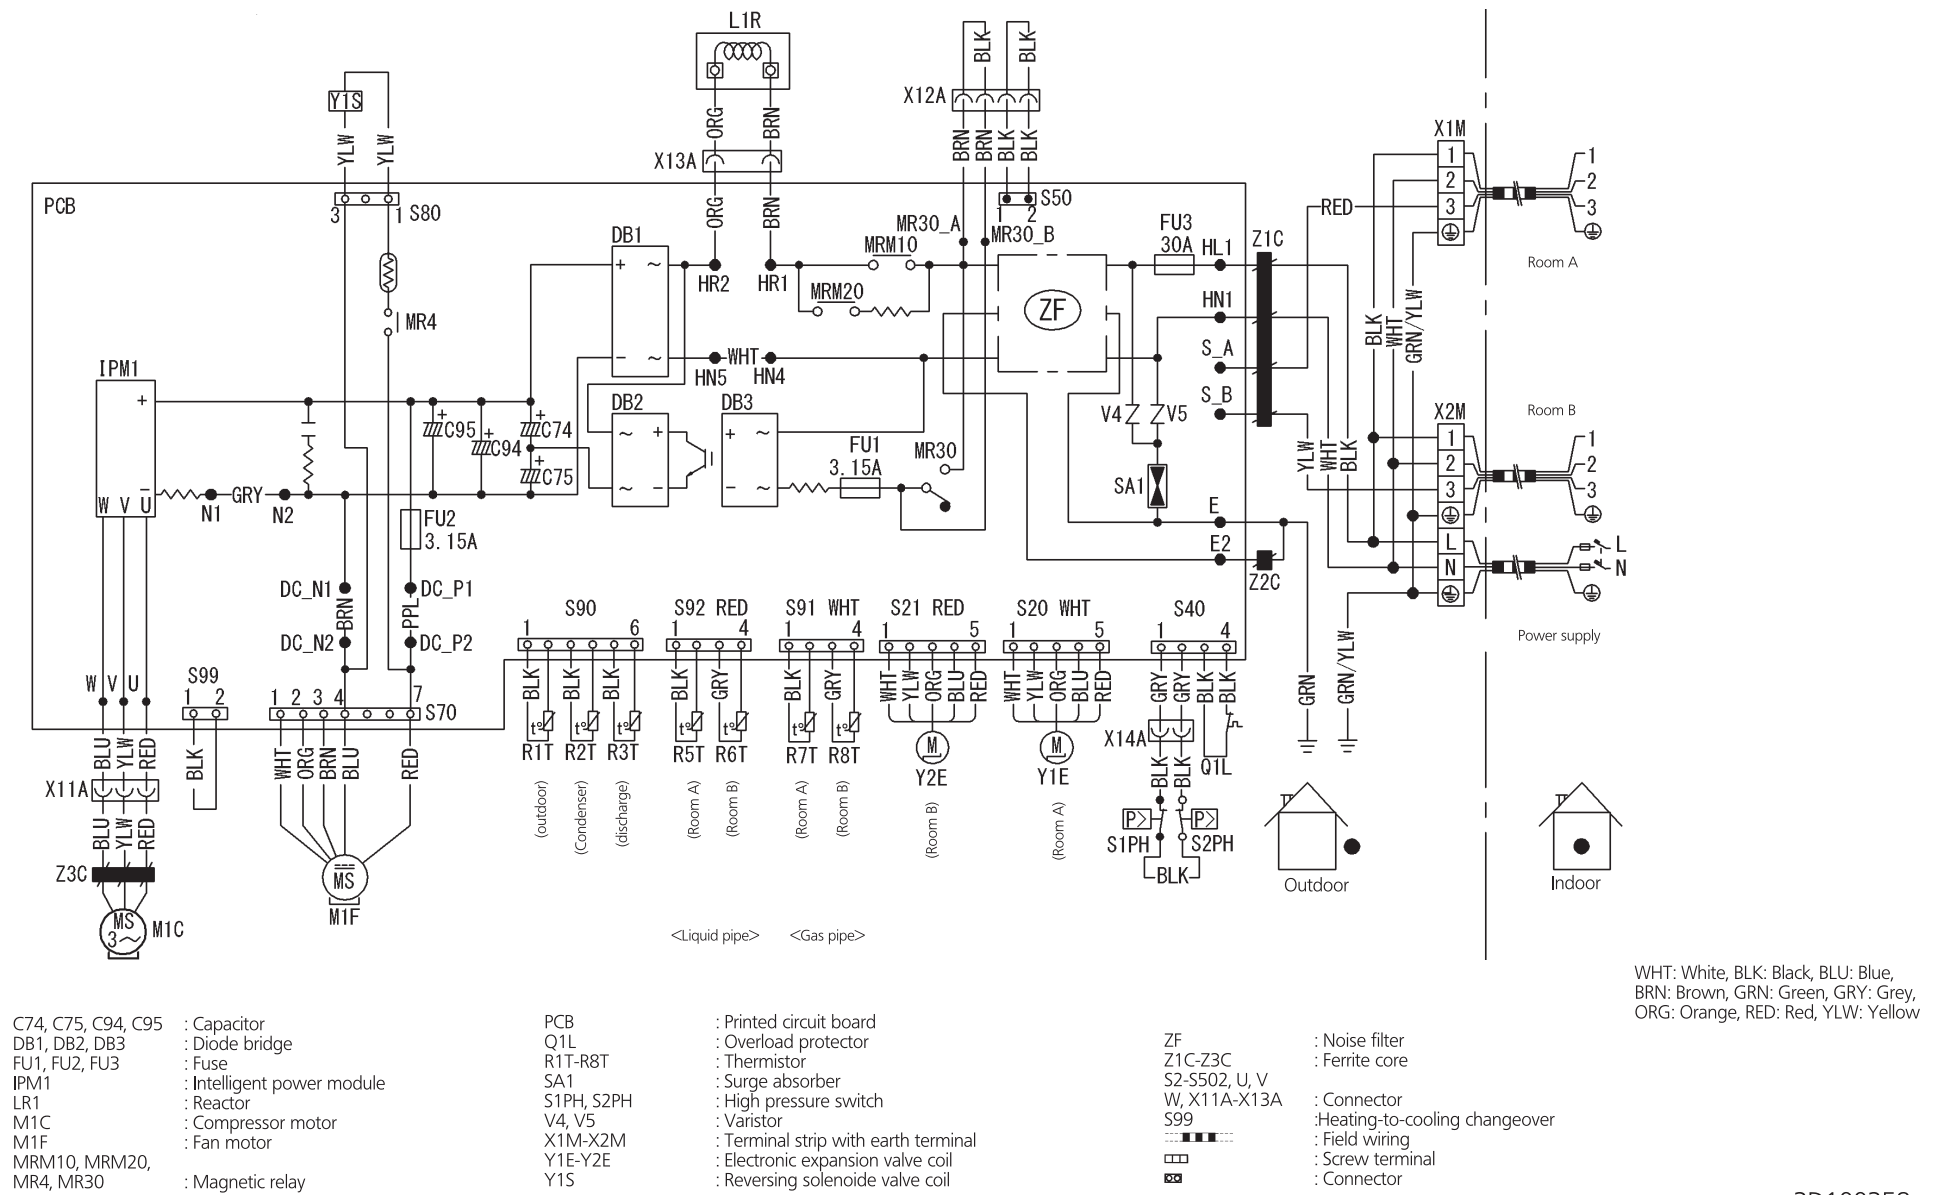 L1R
X12A
BLK
BLK
Y1S
ORG
BRN
X13A
YLW
YLW
BRN
BRN
BLK
BLK
X1M
1
2
3
1
2
3
Room A
PCB
3
1
S80
ORG
BRN
S50
1
2
MR30_A
MR30_B
RED
DB1
+
~
-
~
HR2
HR1
MRM10
MRM20
ZF
FU3
30A
HL1
Z1C
HN1
S_A
S_B
MR4
BLK
WHT
GRN/YLW
IPM1
+
-
W V U
WHT
HN5
HN4
DB2
~
+
~
-
DB3
+
~
-
~
FU1
3.15A
MR30
V4
V5
SA1
E
E2
Z2C
YLW
WHT
BLK
X2M
1
2
3
L
N
Room B
1
2
3
L
N
Power supply
+
C95
+
C94
+
C74
+
C75
GRY
N1
N2
FU2
3.15A
DC_N1
DC_P1
BRN
PPL
DC_N2
DC_P2
W V U
S99
1 2
1 2 3 4
7
S70
S90
1
6
S92 RED
1
4
S91 WHT
1
4
S21 RED
1
5
S20 WHT
1
5
S40
1
4
BLK
BLK
BLK
BLK
GRY
BLK
GRY
WHT
YLW
ORG
BLU
RED
WHT
YLW
ORG
BLU
RED
GRY
GRY
BLK
BLK
GRN
GRN/YLW
t°
t°
t°
t°
t°
t°
t°
R1T
R2T
R3T
R5T
R6T
R7T
R8T
M
Y2E
M
Y1E
X14A
Q1L
BLK
BLK
(outdoor)
(Condenser)
(discharge)
(Room A)
(Room B)
(Room A)
(Room B)
(Room B)
(Room A)
P>
P>
S1PH
S2PH
BLK
BLU
YLW
RED
BLK
WHT
ORG
BRN
BLU
RED
X11A
BLU
YLW
RED
Z3C
MS
3~
M1C
MS
M1F
Outdoor
Indoor
<Liquid pipe>
<Gas pipe>
WHT: White, BLK: Black, BLU: Blue,
BRN: Brown, GRN: Green, GRY: Grey,
ORG: Orange, RED: Red, YLW: Yellow
C74, C75, C94, C95 : Capacitor
DB1, DB2, DB3 : Diode bridge
FU1, FU2, FU3 : Fuse
IPM1 : Intelligent power module
LR1 : Reactor
M1C : Compressor motor
M1F : Fan motor
MRM10, MRM20,
MR4, MR30 : Magnetic relay
PCB : Printed circuit board
Q1L : Overload protector
R1T-R8T : Thermistor
SA1 : Surge absorber
S1PH, S2PH : High pressure switch
V4, V5 : Varistor
X1M-X2M : Terminal strip with earth terminal
Y1E-Y2E : Electronic expansion valve coil
Y1S : Reversing solenoide valve coil
ZF : Noise filter
Z1C-Z3C : Ferrite core
S2-S502, U, V
W, X11A-X13A : Connector
S99 :Heating-to-cooling changeover
: Field wiring
: Screw terminal
: Connector